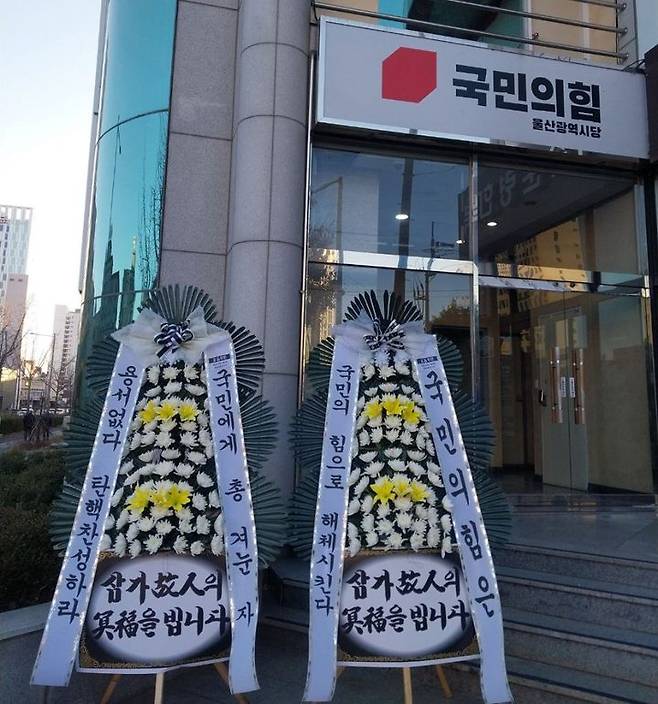 국민의힘
울산광역시당
국민에게 총 겨눈 자
용서없다 탄핵찬성하라
삼가故人의
冥福을 빕니다
국민의 힘은
국민의 힘으로 해체시킨다
삼가故人의
冥福을 빕니다